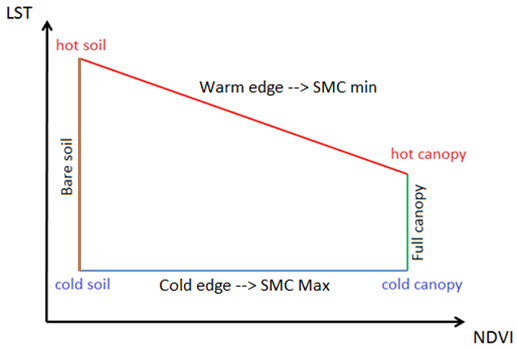 LST
hot soil
Warm edge --> SMC min
hot canopy
Bare soil
Full canopy
cold soil
Cold edge --> SMC Max
cold canopy
NDVI